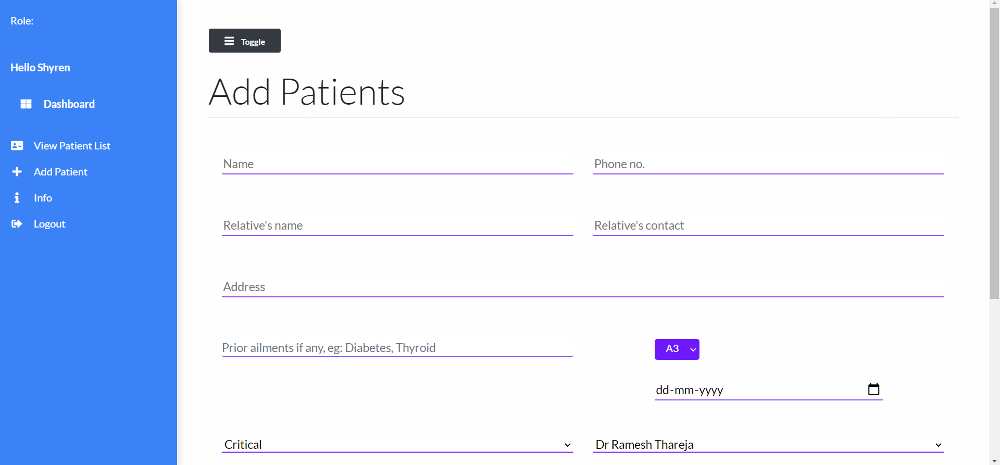 Role:
Hello Shyren
Dashboard
View Patient List
Add Patient
Info
Logout
Toggle
Add Patients
Name
Phone no.
Relative's name
Relative's contact
Address
Prior ailments if any, eg: Diabetes, Thyroid
A3
dd-mm-yyyy
Critical
Dr Ramesh Thareja